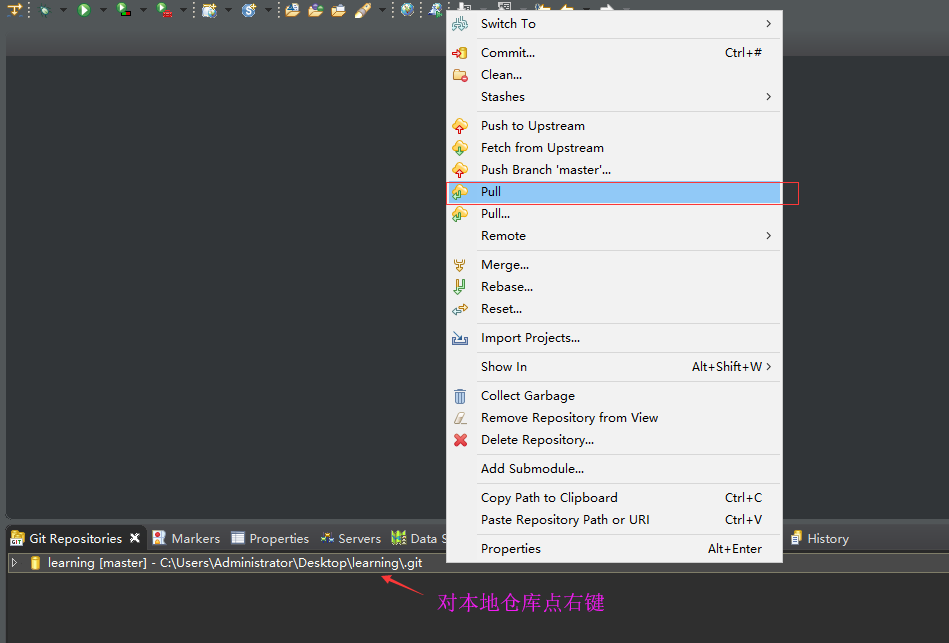 Switch To
Commit... Ctrl+#
Clean...
Stashes
Push to Upstream
Fetch from Upstream
Push Branch 'master'...
Pull
Pull...
Remote
Merge...
Rebase...
Reset...
Import Projects...
Show In Alt+Shift+W
Collect Garbage
Remove Repository from View
Delete Repository...
Add Submodule...
Copy Path to Clipboard Ctrl+C
Paste Repository Path or URI Ctrl+V
Properties Alt+Enter
Git Repositories Markers Properties Servers Data S History
learning [master] - C:\Users\Administrator\Desktop\learning\.git
对本地仓库点右键